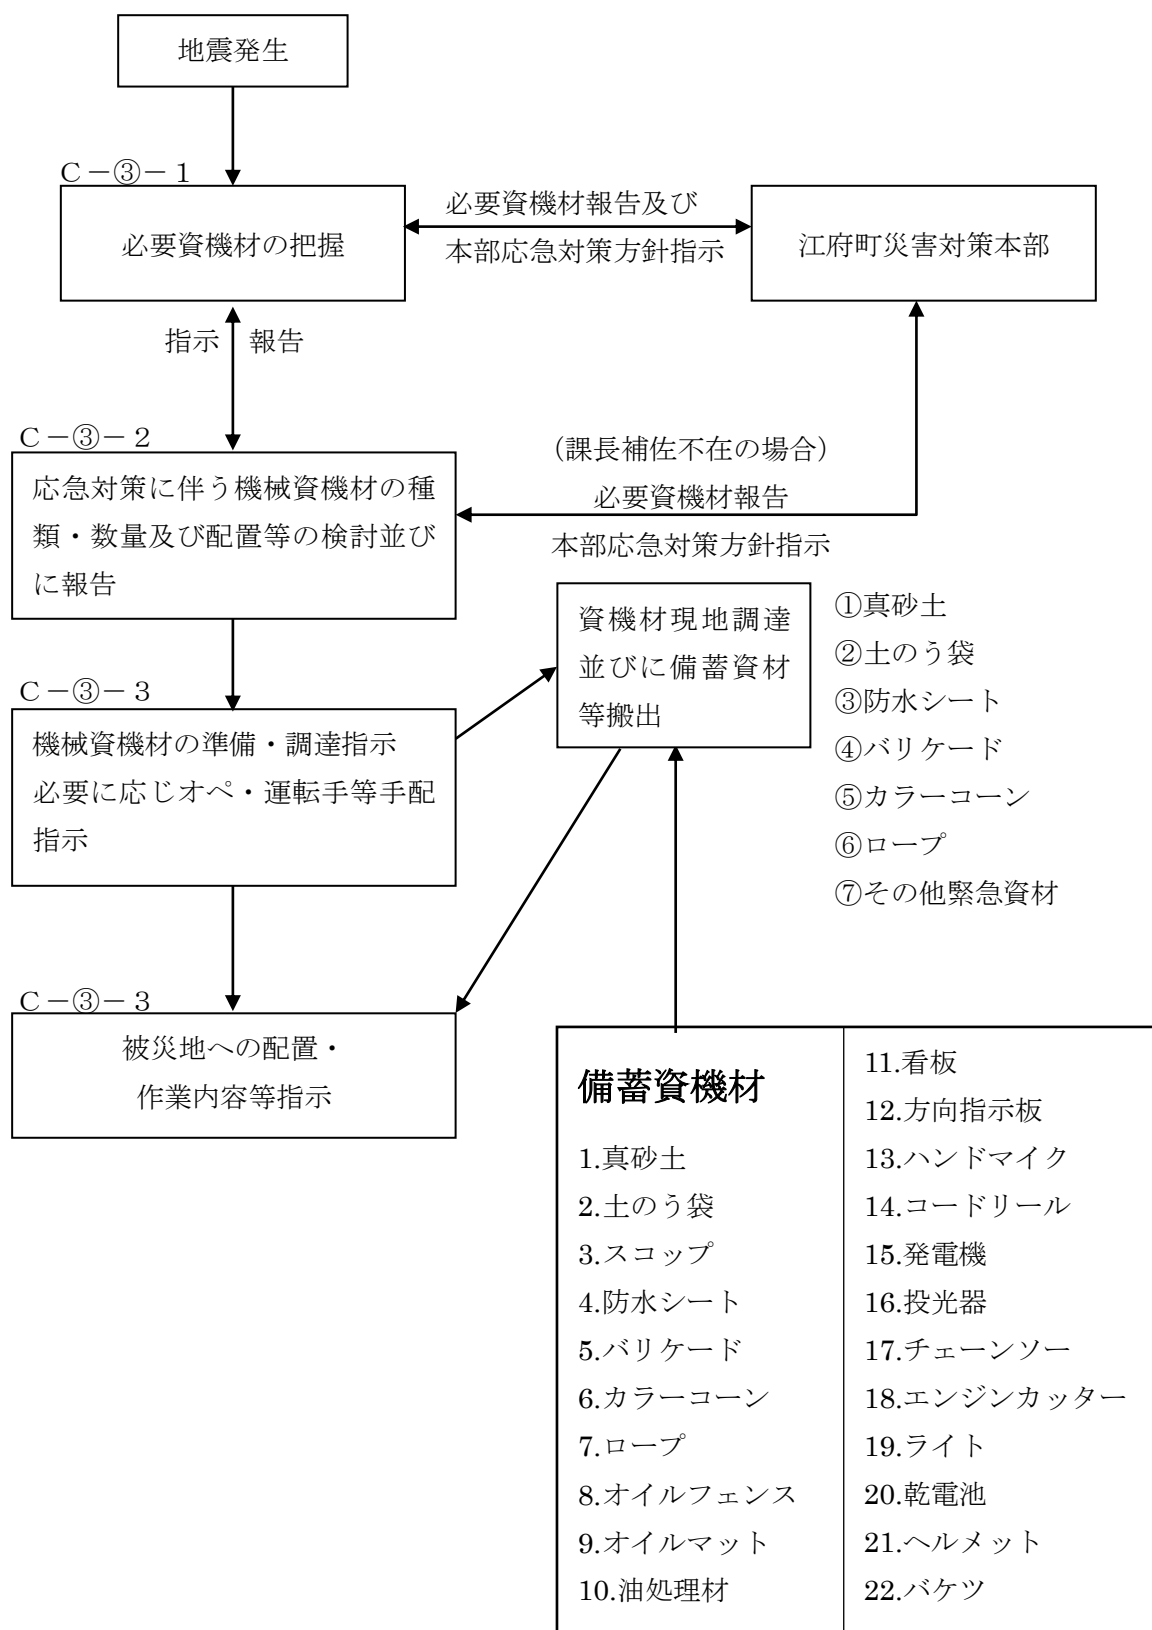 地震発生
C－③－1
必要資機材の把握
必要資機材報告及び
本部応急対策方針指示
江府町災害対策本部
指示
報告
C－③－2
応急対策に伴う機械資機材の種
類・数量及び配置等の検討並び
に報告
（課長補佐不在の場合）
必要資機材報告
本部応急対策方針指示
C－③－3
機械資機材の準備・調達指示
必要に応じオペ・運転手等手配
指示
資機材現地調達
並びに備蓄資材
等搬出
①真砂土
②土のう袋
③防水シート
④バリケード
⑤カラーコーン
⑥ロープ
⑦その他緊急資材
C－③－3
被災地への配置・
作業内容等指示
備蓄資機材
1.真砂土
2.土のう袋
3.スコップ
4.防水シート
5.バリケード
6.カラーコーン
7.ロープ
8.オイルフェンス
9.オイルマット
10.油処理材
11.看板
12.方向指示板
13.ハンドマイク
14.コードリール
15.発電機
16.投光器
17.チェーンソー
18.エンジンカッター
19.ライト
20.乾電池
21.ヘルメット
22.バケツ